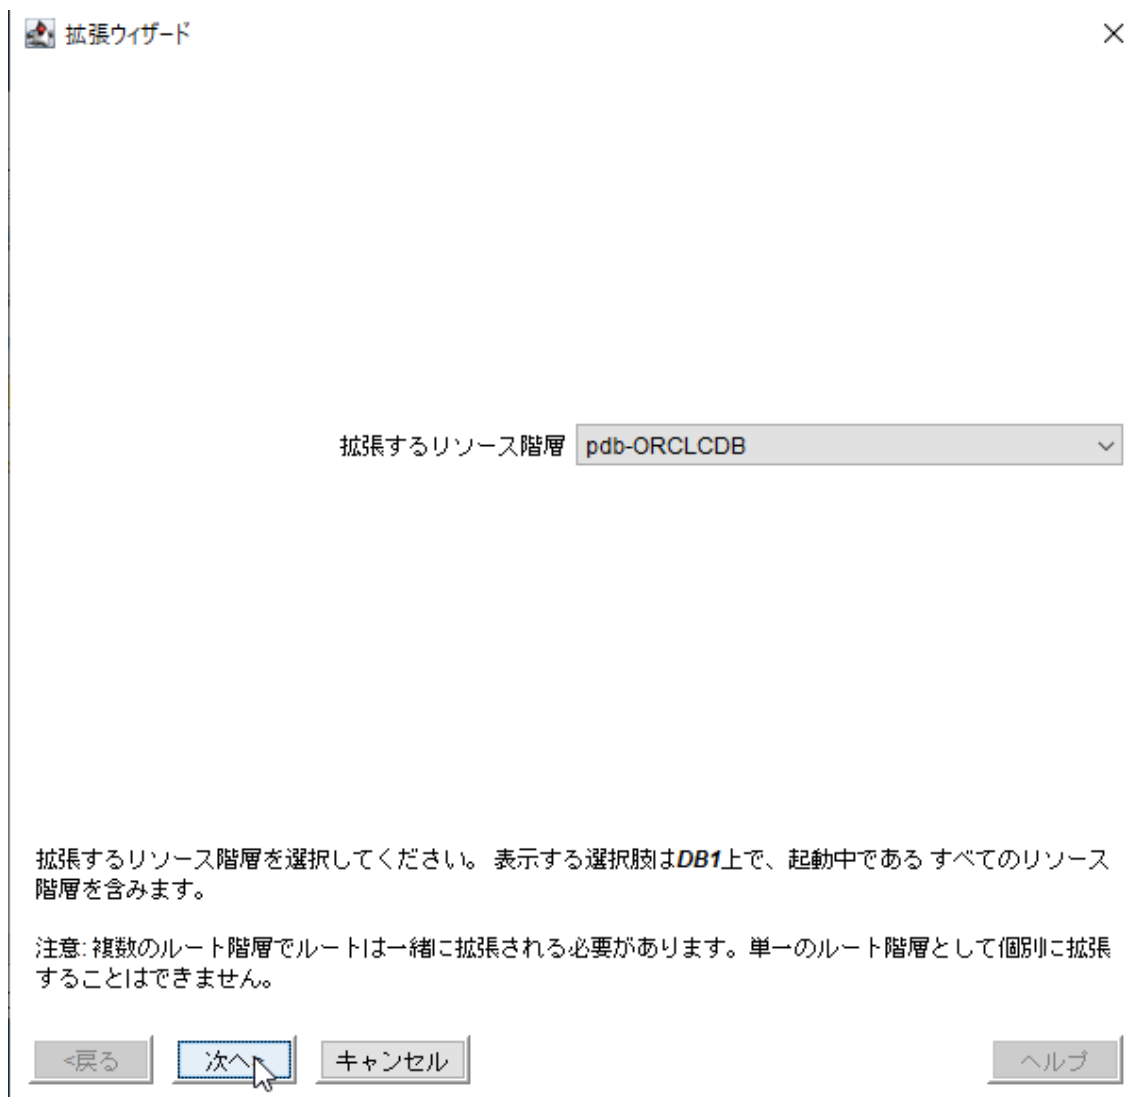 拡張ウィザード
拡張するリソース階層 pdb-ORCLCDB
拡張するリソース階層を選択してください。 表示する選択肢はDB1上で、起動中である すべてのリソース
階層を含みます。
注意: 複数のルート階層でルートは一緒に拡張される必要があります。単一のルート階層として個別に拡張
することはできません。
<戻る 次へ> キャンセル ヘルプ